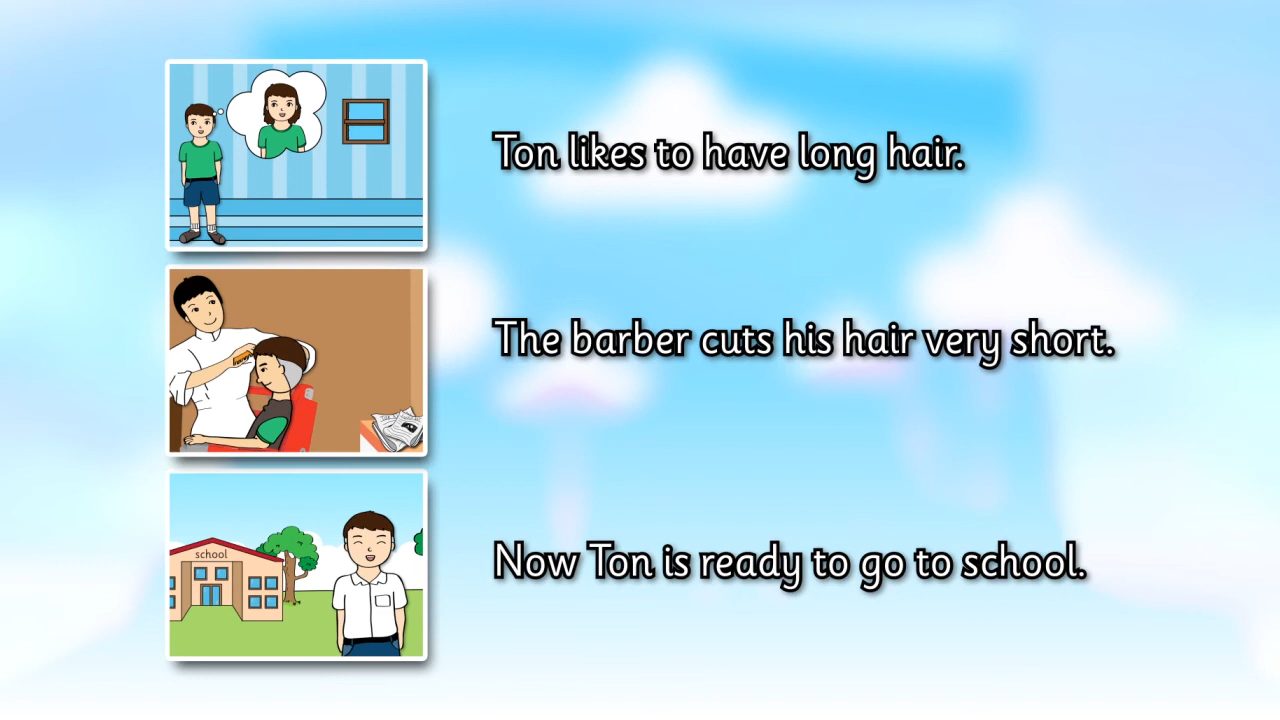 Ton likes to have long hair.
The barber cuts his hair very short.
school
Now Ton is ready to go to school.